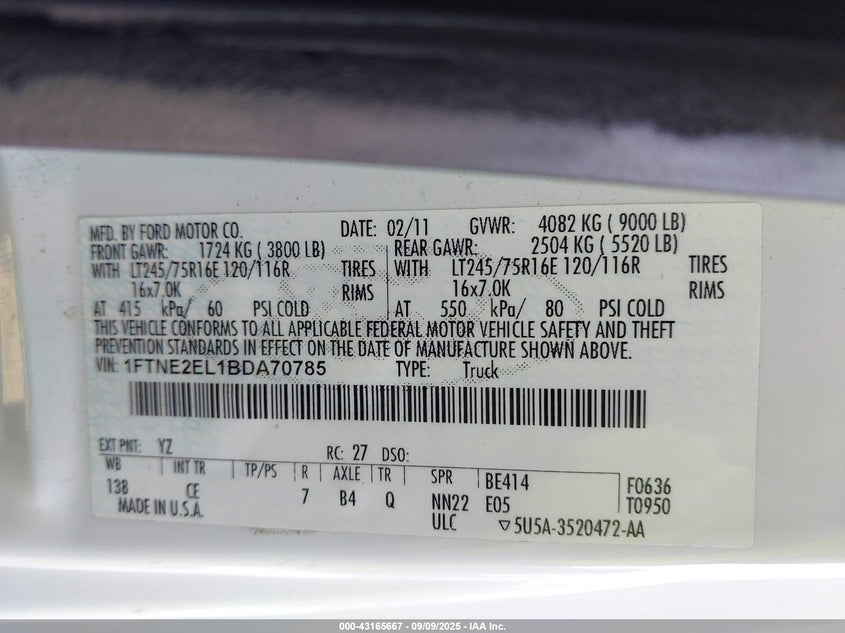 MFD. BY FORD MOTOR CO. DATE: 02/11 GVWR: 4082 KG ( 9000 LB)
FRONT GAWR: 1724 KG ( 3800 LB) REAR GAWR: 2504 KG ( 5520 LB)
WITH LT245/75R16E 120/116R TIRES WITH LT245/75R16E 120/116R TIRES
16x7.0K RIMS 16x7.0K RIMS
AT 415 kPa/ 60 PSI COLD AT 550 kPa/ 80 PSI COLD
THIS VEHICLE CONFORMS TO ALL APPLICABLE FEDERAL MOTOR VEHICLE SAFETY AND THEFT
PREVENTION STANDARDS IN EFFECT ON THE DATE OF MANUFACTURE SHOWN ABOVE.
VIN: 1FTNE2EL1BDA70785 TYPE: Truck
EXT PNT: YZ RC: 27 DSO:
WB INT TR TP/PS R AXLE TR SPR BE414 F0636
138 CE 7 B4 Q NN22 E05 T0950
MADE IN U.S.A. ULC ▽5U5A-3520472-AA
000-43165667 - 09/09/2025 - IAA Inc.